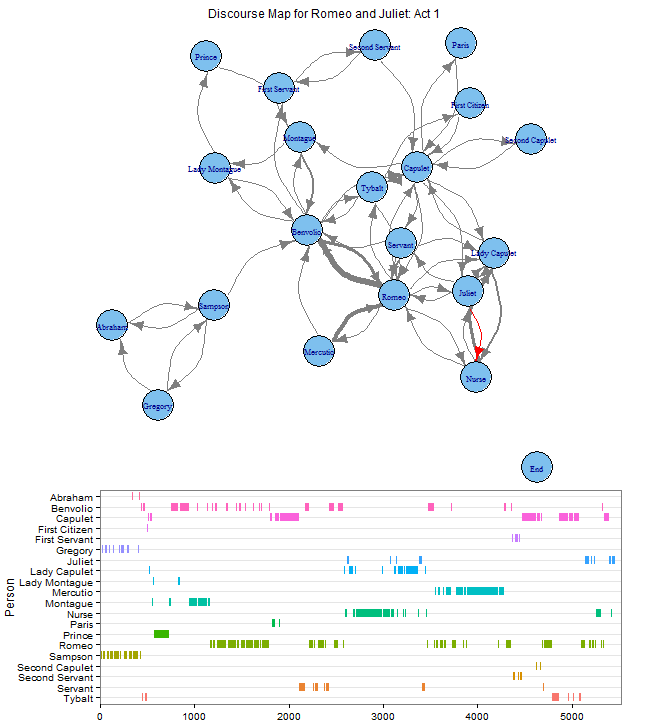 Discourse Map for Romeo and Juliet: Act 1
Second Servant
Paris
Prince
First Servant
First Citizen
Montague
Second Capulet
Lady Montague
Capulet
Tybalt
Benvolio
Servant
Lady Capulet
Romeo
Juliet
Sampson
Abraham
Mercutio
Nurse
Gregory
End
Person
Abraham
Benvolio
Capulet
First Citizen
First Servant
Gregory
Juliet
Lady Capulet
Lady Montague
Mercutio
Montague
Nurse
Paris
Prince
Romeo
Sampson
Second Capulet
Second Servant
Servant
Tybalt
0 1000 2000 3000 4000 5000